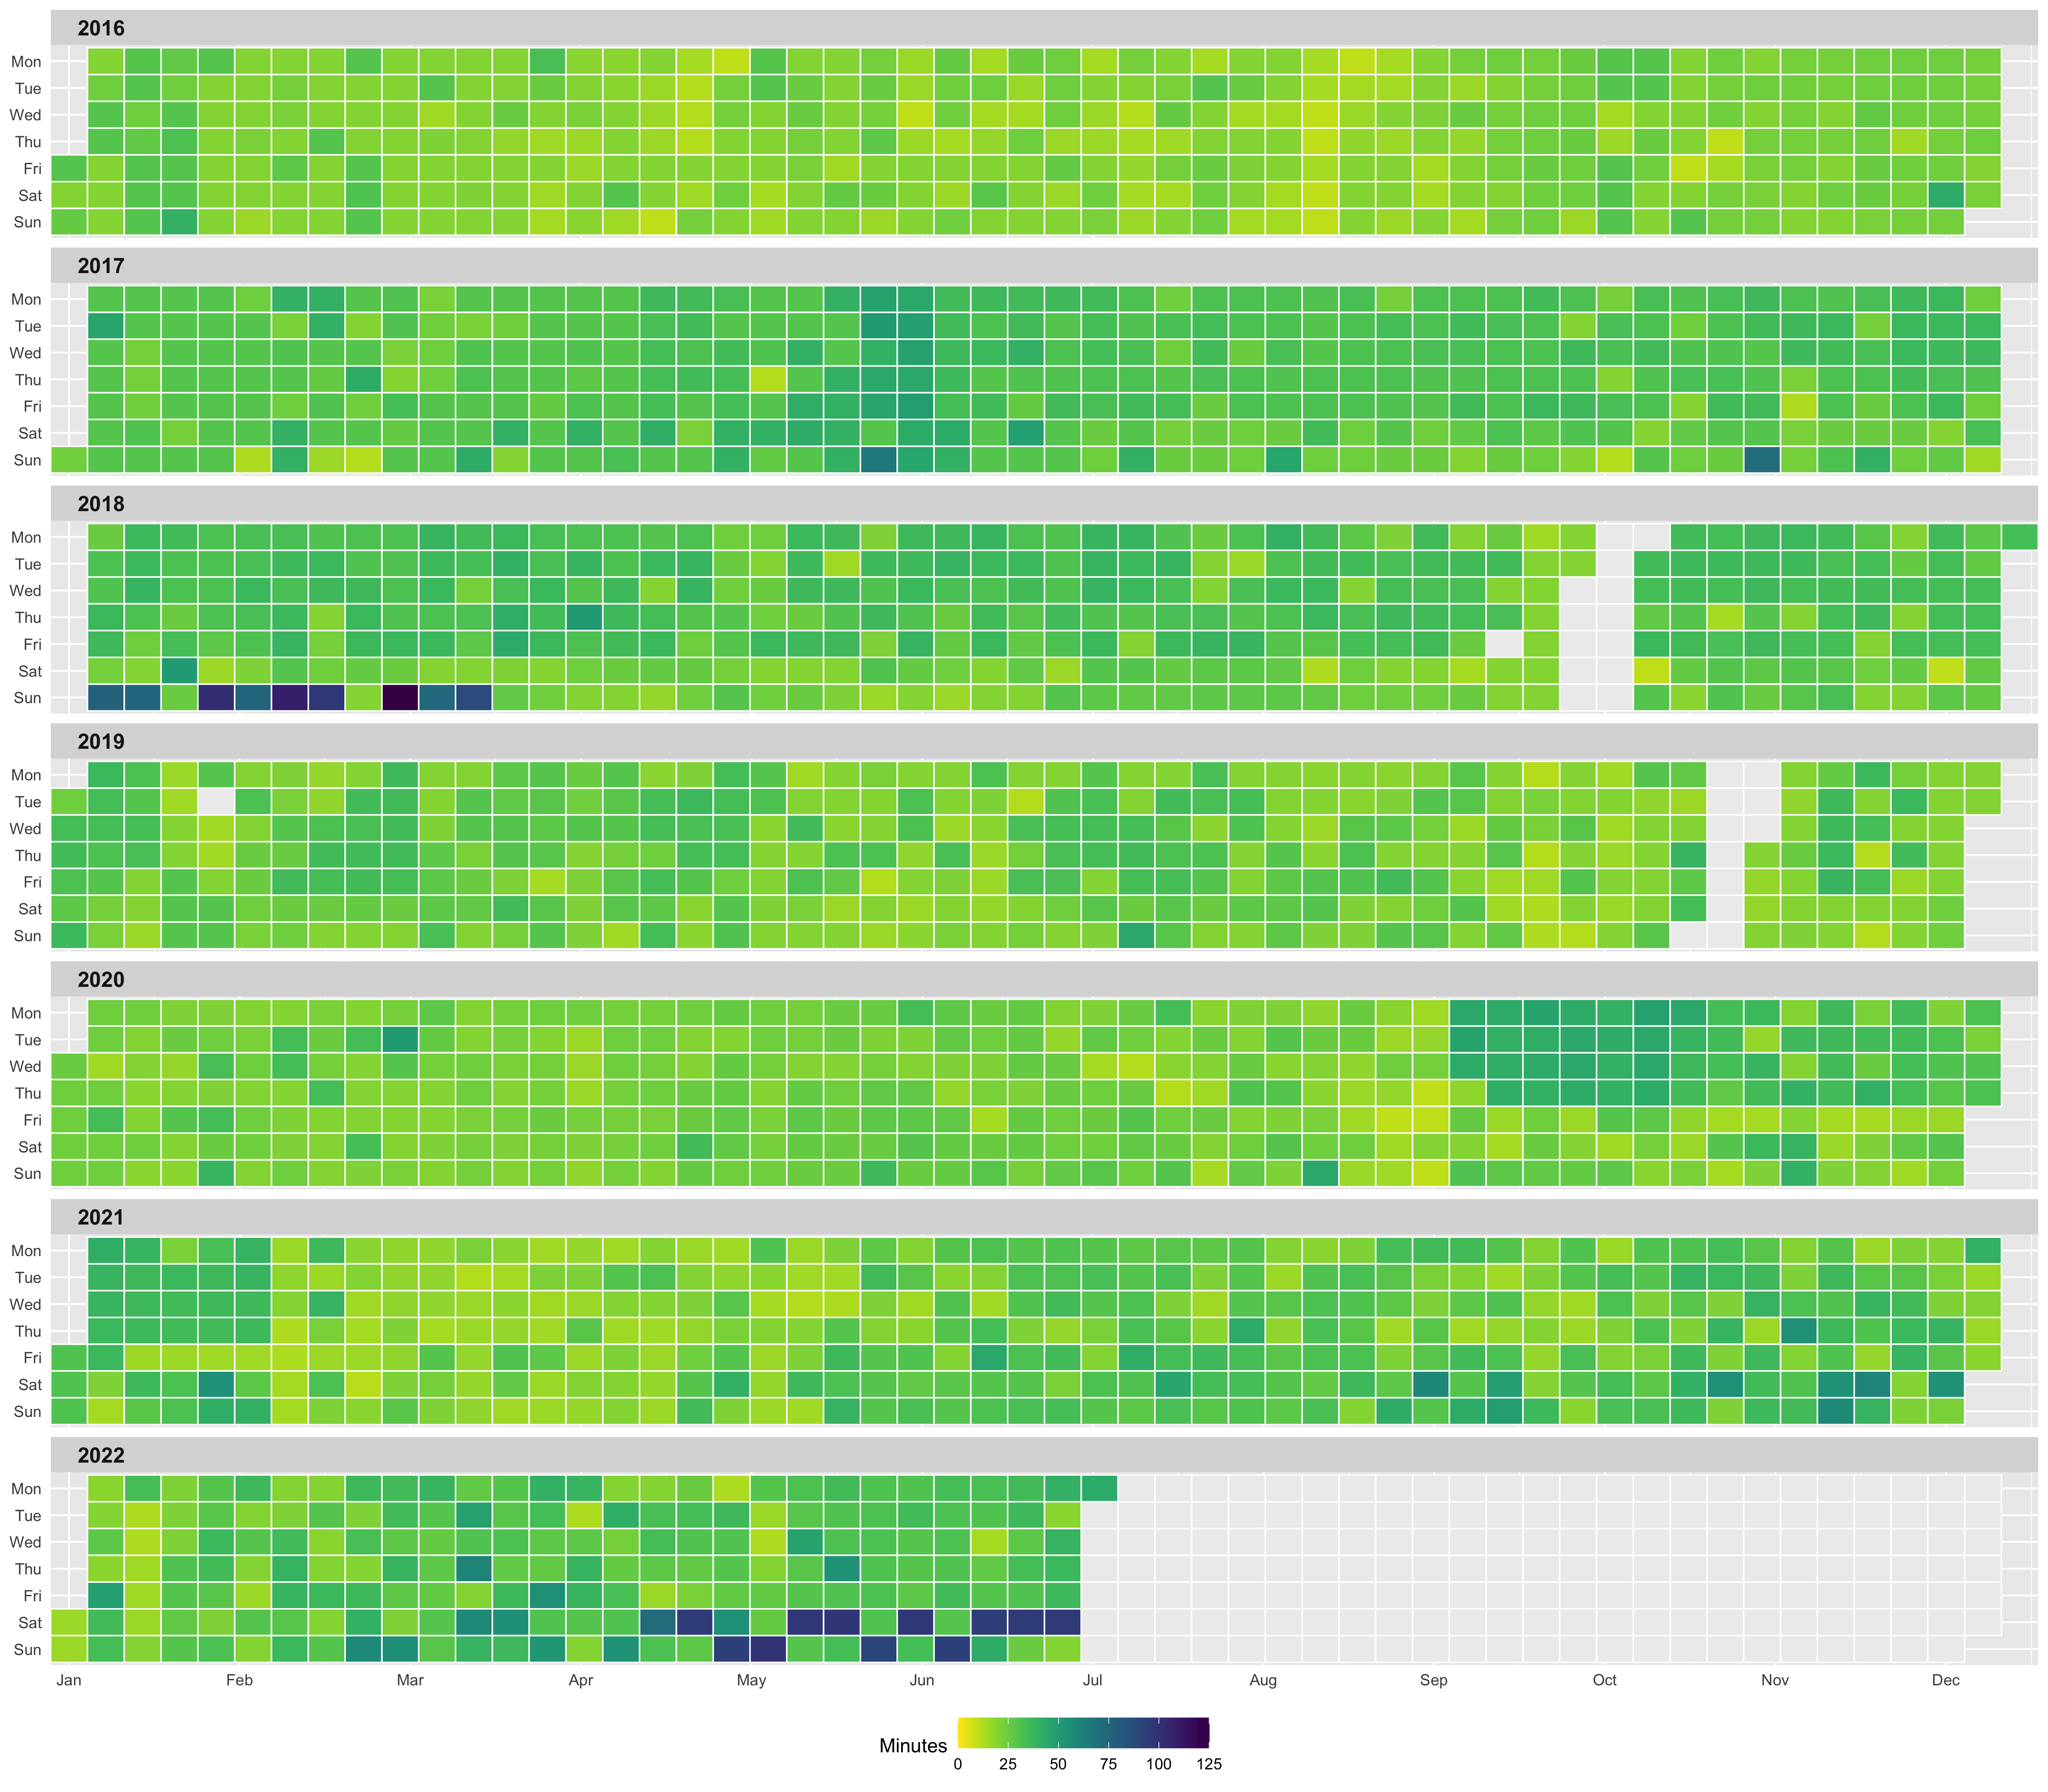 2016
Mon
Tue
Wed
Thu
Fri
Sat
Sun
2017
Mon
Tue
Wed
Thu
Fri
Sat
Sun
2018
Mon
Tue
Wed
Thu
Fri
Sat
Sun
2019
Mon
Tue
Wed
Thu
Fri
Sat
Sun
2020
Mon
Tue
Wed
Thu
Fri
Sat
Sun
2021
Mon
Tue
Wed
Thu
Fri
Sat
Sun
2022
Mon
Tue
Wed
Thu
Fri
Sat
Sun
Jan Feb Mar Apr May Jun Jul Aug Sep Oct Nov Dec
Minutes
0 25 50 75 100 125